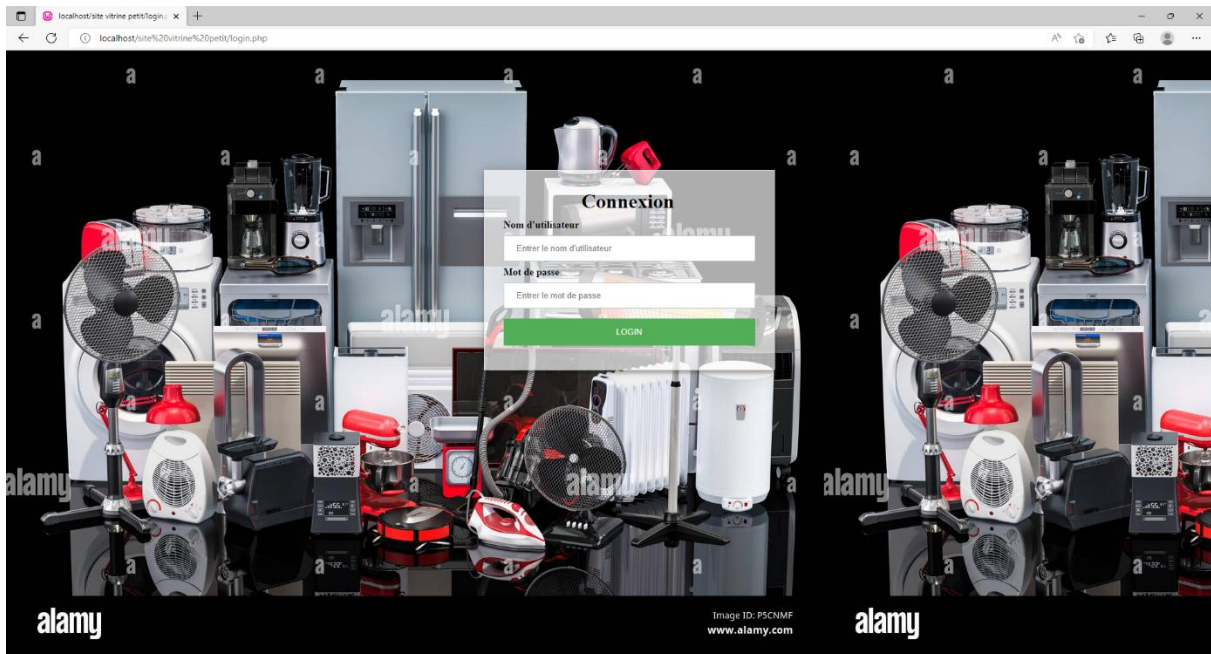 localhost/site vitrine petit/login.
localhost/site%20vitrine%20petit/login.php
a a a a a a
a a a a a a
Connexion
Nom d'utilisateur
alamy
Entrer le nom d'utilisateur
Mot de passe
Entrer le mot de passe
a alamy a a
LOGIN
a a a a
alamy a alamy a alamy
a a a a a
alamy
Image ID: P5CNMF
www.alamy.com
alamy